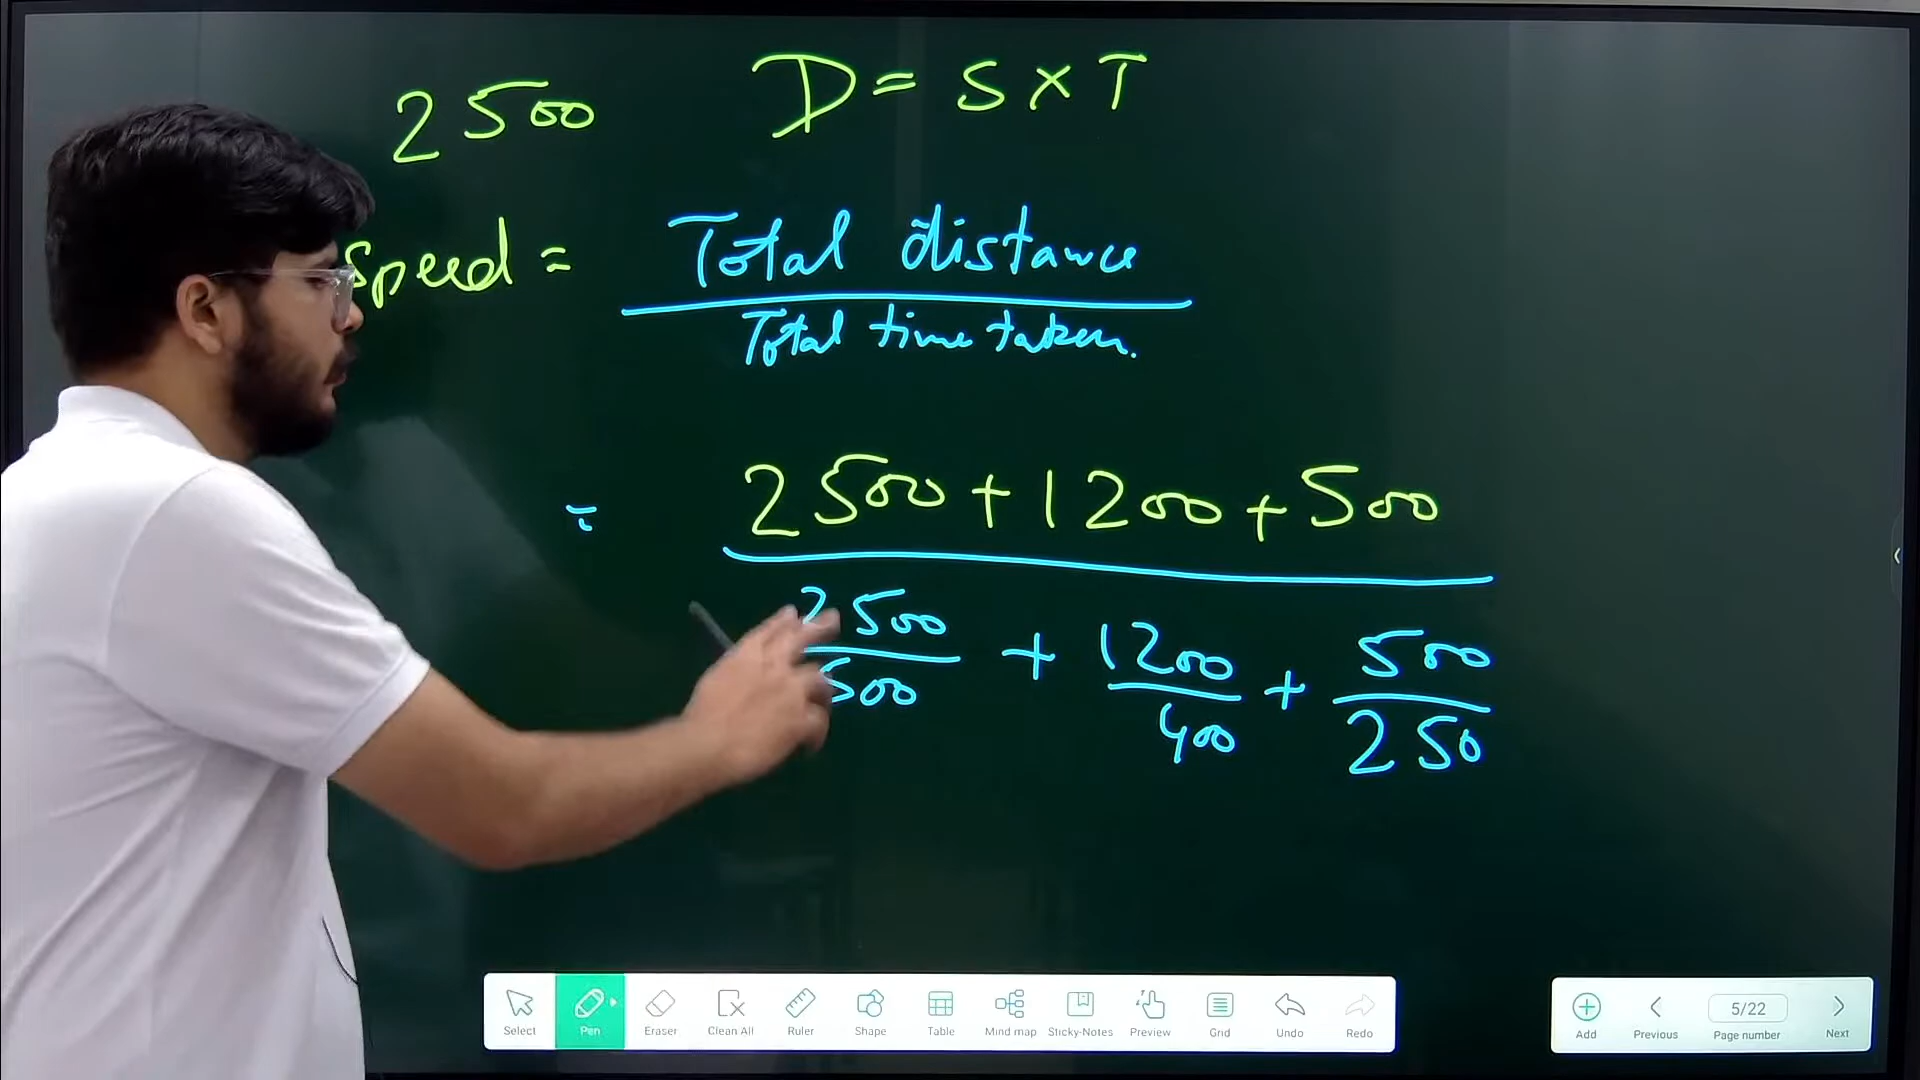 2500 D = S × T
speed = Total distance
Total time taken.
= 2500 + 1200 + 500
2500 + 1200 + 500
500 400 250
Select Pen Eraser Clean All Ruler Shape Table Mind map Sticky-Notes Preview Grid Undo Redo
5/22
Add Previous Page number Next